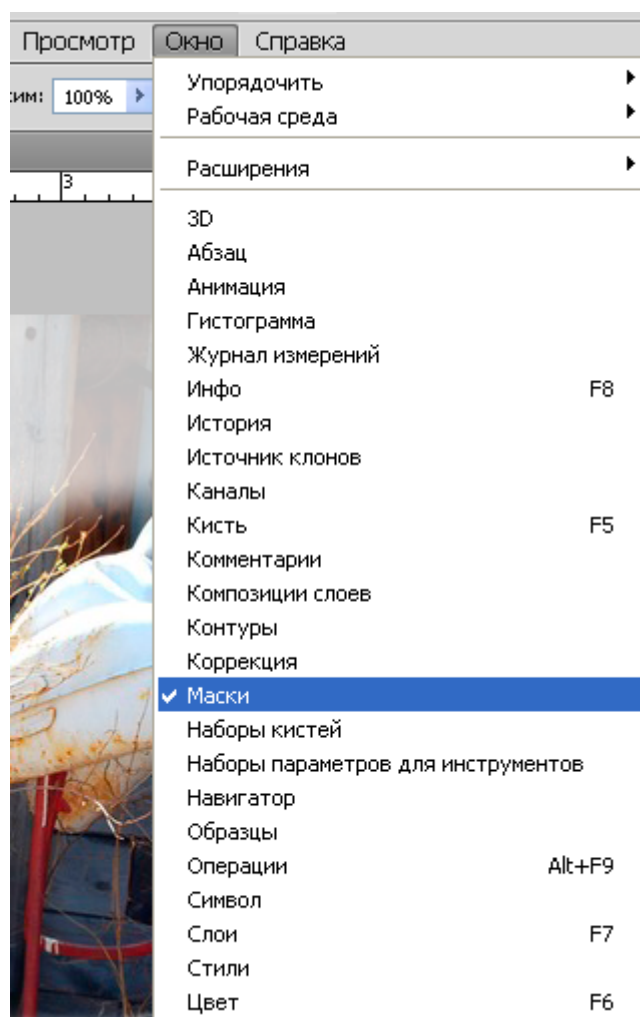 Просмотр Окно Справка
им: 100%
Упорядочить
Рабочая среда
Расширения
3
3D
Абзац
Анимация
Гистограмма
Журнал измерений
Инфо F8
История
Источник клонов
Каналы
Кисть F5
Комментарии
Композиции слоев
Контуры
Коррекция
Маски
Наборы кистей
Наборы параметров для инструментов
Навигатор
Образцы
Операции Alt+F9
Символ
Слои F7
Стили
Цвет F6